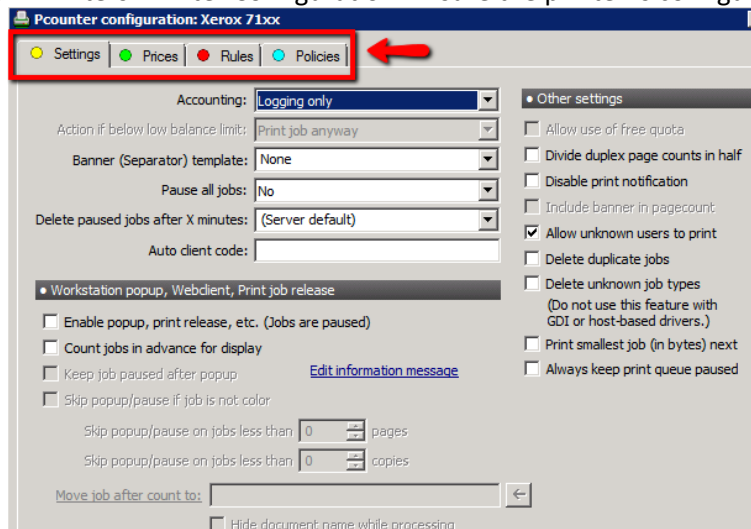 Pcounter configuration: Xerox 71xx
Settings Prices Rules Policies
Accounting: Logging only
Action if below low balance limit: Print job anyway
Banner (Separator) template: None
Pause all jobs: No
Delete paused jobs after X minutes: (Server default)
Auto client code:
• Workstation popup, Webclient, Print job release
Enable popup, print release, etc. (Jobs are paused)
Count jobs in advance for display
Keep job paused after popup Edit information message
Skip popup/pause if job is not color
Skip popup/pause on jobs less than 0 pages
Skip popup/pause on jobs less than 0 copies
Move job after count to:
Hide document name while processing
• Other settings
Allow use of free quota
Divide duplex page counts in half
Disable print notification
Include banner in pagecount
Allow unknown users to print
Delete duplicate jobs
Delete unknown job types
(Do not use this feature with
GDI or host-based drivers.)
Print smallest job (in bytes) next
Always keep print queue paused